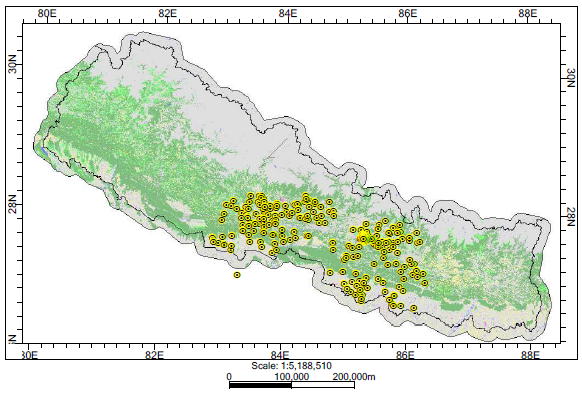 80E 82E 84E 86E 88E
30N 30N
28N 28N
N
80E 82E 84E 86E 88E
Scale: 1:5,188,510
0 100,000 200,000m